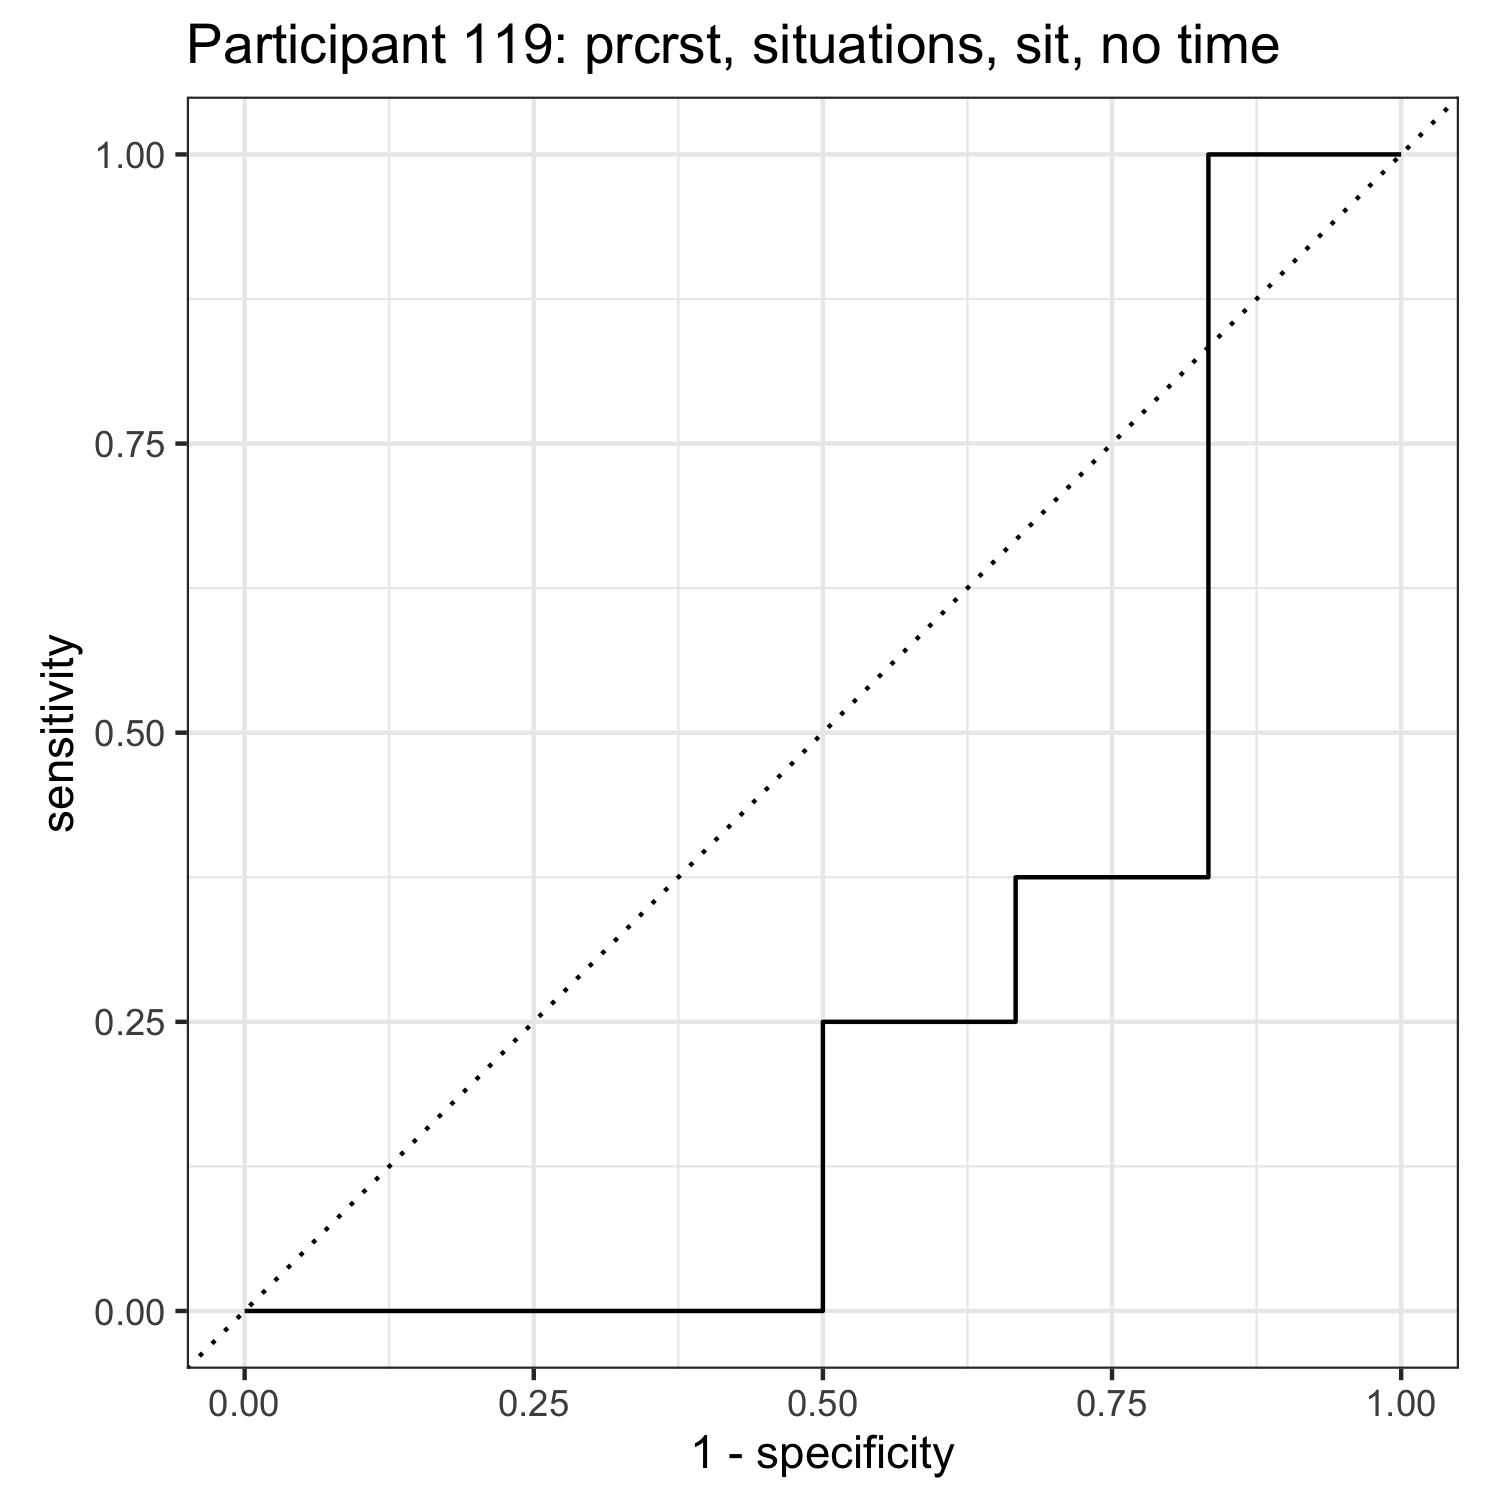 Participant 119: prcrst, situations, sit, no time
1.00
0.75
0.50
0.25
0.00
sensitivity
0.00 0.25 0.50 0.75 1.00
1 - specificity